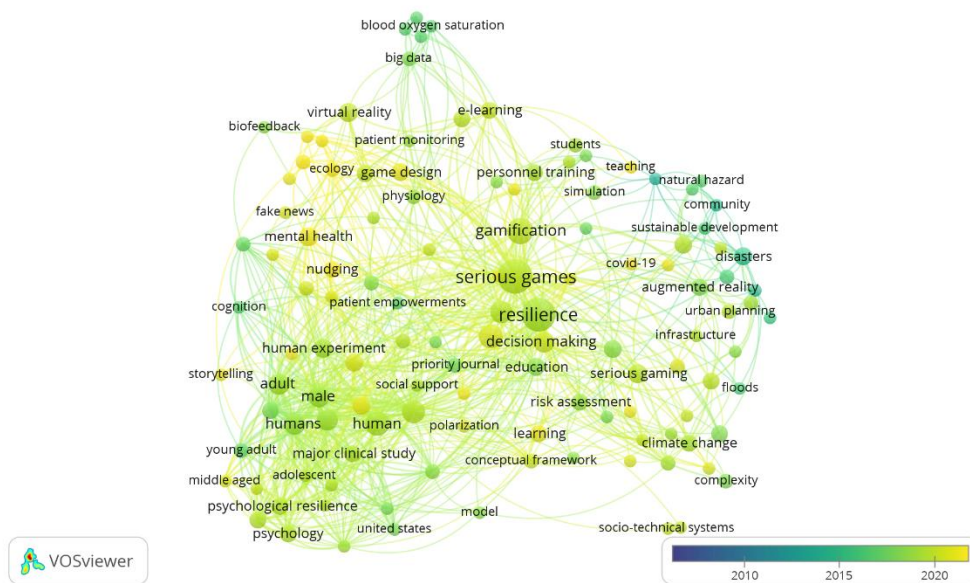 blood oxygen saturation
big data
virtual reality
e-learning
biofeedback
patient monitoring
students
ecology
game design
personnel training
teaching
natural hazard
physiology
simulation
community
fake news
gamification
sustainable development
mental health
disasters
nudging
serious games
covid-19
augmented reality
cognition
patient empowerments
resilience
urban planning
human experiment
decision making
infrastructure
storytelling
priority journal
education
adult
social support
serious gaming
floods
male
risk assessment
humans
human
polarization
learning
climate change
young adult
major clinical study
conceptual framework
middle aged
adolescent
complexity
psychological resilience
model
psychology
united states
socio-technical systems
VOSviewer
2010
2015
2020